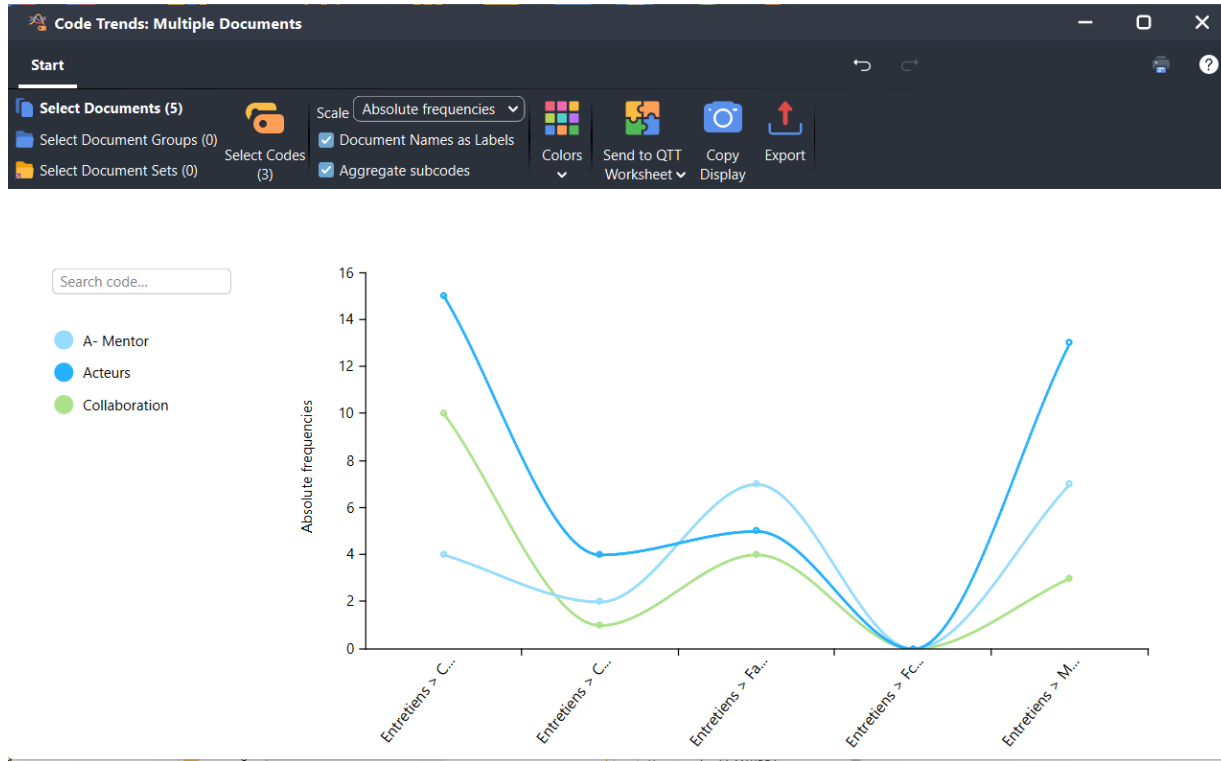 Code Trends: Multiple Documents
Start
Select Documents (5)
Select Document Groups (0)
Select Document Sets (0)
Select Codes
(3)
Scale Absolute frequencies
Document Names as Labels
Aggregate subcodes
Colors
Send to QTT
Worksheet
Copy
Display
Export
Search code...
A- Mentor
Acteurs
Collaboration
Absolute frequencies
16
14
12
10
8
6
4
2
0
Entretiens > C...
Entretiens > C...
Entretiens > Fa...
Entretiens > Fc...
Entretiens > M...